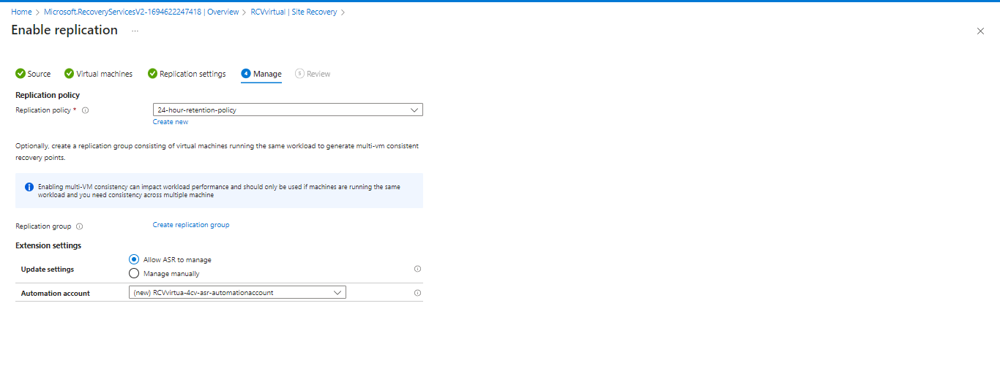 Home > Microsoft.RecoveryServicesV2-1694622247418 | Overview > RCVvirtual | Site Recovery >
Enable replication ...
Source Virtual machines Replication settings 4 Manage 5 Review
Replication policy
Replication policy * 24-hour-retention-policy
Create new
Optionally, create a replication group consisting of virtual machines running the same workload to generate multi-vm consistent
recovery points.
Enabling multi-VM consistency can impact workload performance and should only be used if machines are running the same
workload and you need consistency across multiple machine
Replication group Create replication group
Extension settings
Allow ASR to manage
Update settings
Manage manually
Automation account (new) RCVvirtua-4cv-asr-automationaccount